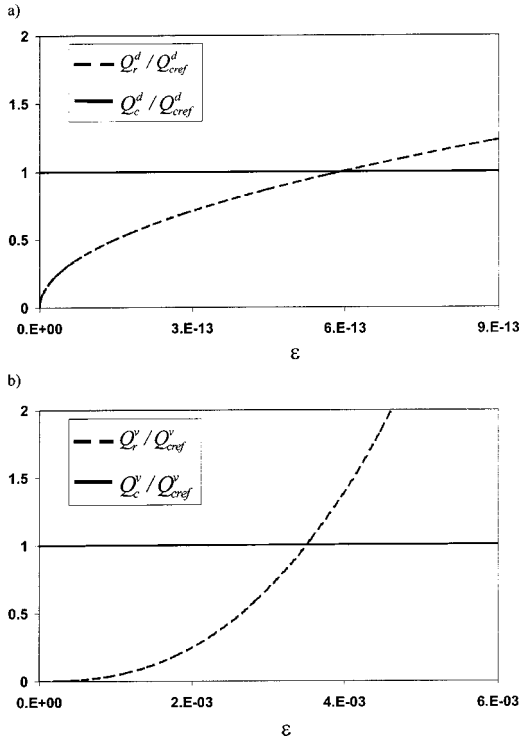 a)
2
1.5
1
0.5
0
Q_r^d / Q_cref^d
Q_c^d / Q_cref^d
0.E+00 3.E-13 6.E-13 9.E-13
ε
b)
2
1.5
1
0.5
0
Q_r^v / Q_cref^v
Q_c^v / Q_cref^v
0.E+00 2.E-03 4.E-03 6.E-03
ε